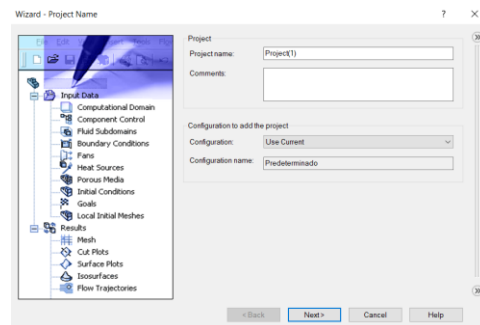 Wizard - Project Name
?
Project
Project name:
Project(1)
Comments:
Configuration to add the project
Configuration:
Use Current
Configuration name:
Predeterminado
Input Data
Computational Domain
Component Control
Fluid Subdomains
Boundary Conditions
Fans
Heat Sources
Porous Media
Initial Conditions
Goals
Local Initial Meshes
Results
Mesh
Cut Plots
Surface Plots
Isosurfaces
Flow Trajectories
< Back
Next >
Cancel
Help